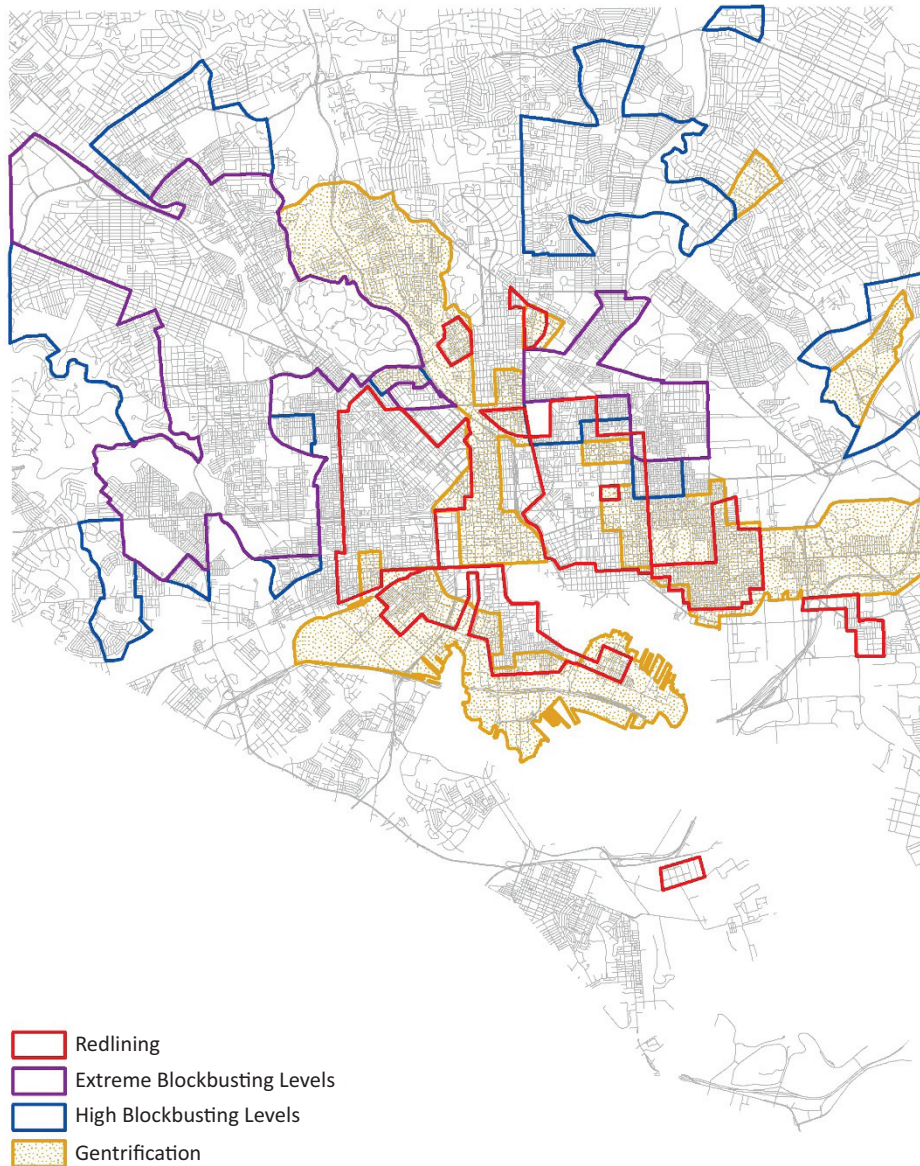 Redlining
Extreme Blockbusting Levels
High Blockbusting Levels
Gentrification